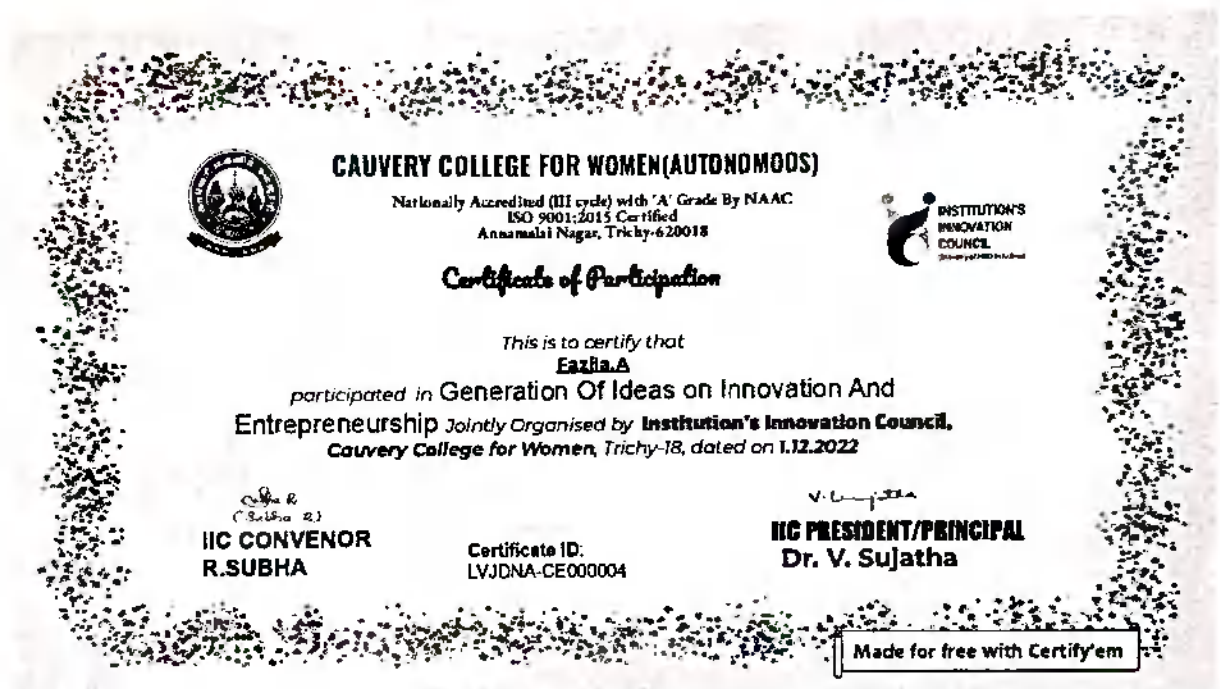 CAUVERY COLLEGE FOR WOMEN(AUTONOMOUS)
Nationally Accredited (III cycle) with 'A' Grade By NAAC
ISO 9001:2015 Certified
Annamalai Nagar, Trichy-620018
INSTITUTION'S
INNOVATION
COUNCIL
Certificate of Participation
This is to certify that
Fazlia.A
participated in Generation Of Ideas on Innovation And
Entrepreneurship Jointly Organised by Institution's Innovation Council,
Cauvery College for Women, Trichy-18, dated on 1.12.2022
(Subha R)
V. Sujatha
IIC CONVENOR
R.SUBHA
Certificate ID:
LVJDNA-CE000004
IIC PRESIDENT/PRINCIPAL
Dr. V. Sujatha
Made for free with Certify'em